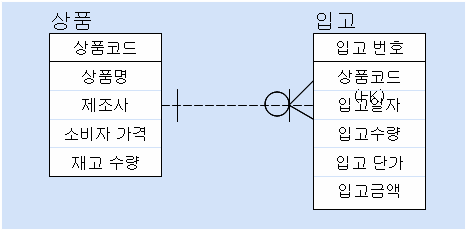 상품
상품코드
상품명
제조사
소비자 가격
재고 수량
입고
입고 번호
상품코드
(FK)
입고일자
입고수량
입고 단가
입고금액